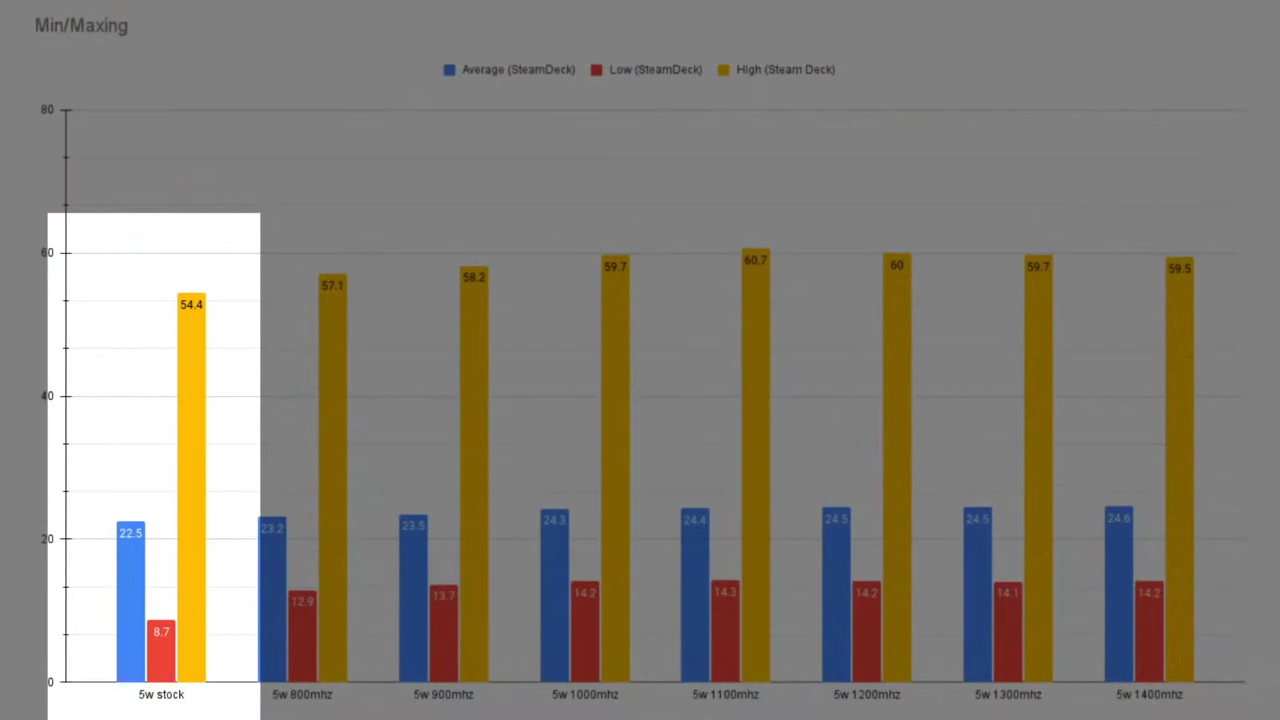 Min/Maxing
Average (SteamDeck) Low (SteamDeck) High (Steam Deck)
80
60
40
20
0
22.5 8.7 54.4
23.2 12.9 57.1
23.5 13.7 58.2
24.3 14.2 59.7
24.4 14.3 60.7
24.5 14.2 60
24.5 14.1 59.7
24.6 14.2 59.5
5w stock 5w 800mhz 5w 900mhz 5w 1000mhz 5w 1100mhz 5w 1200mhz 5w 1300mhz 5w 1400mhz